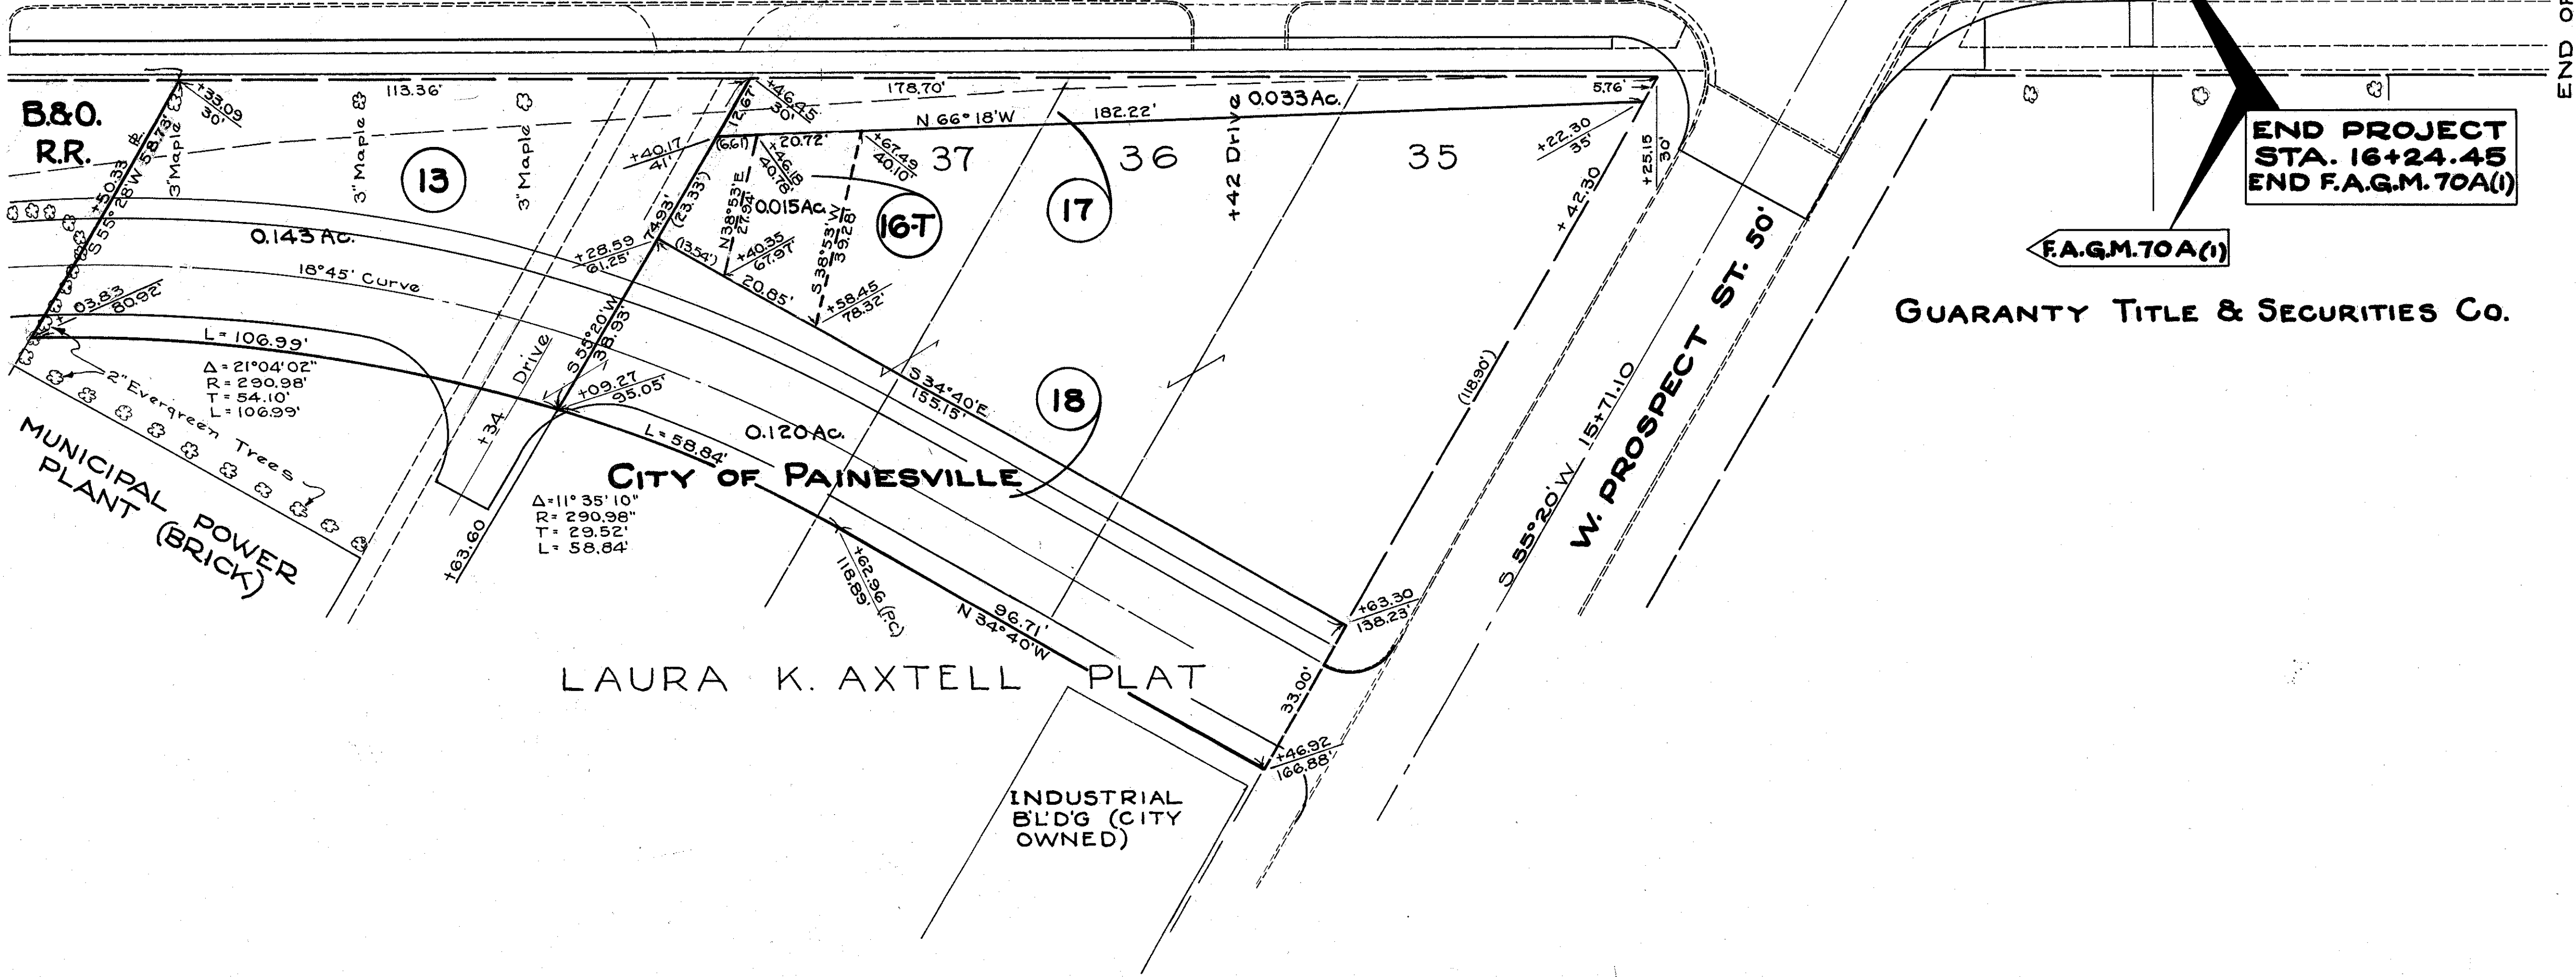 B.&O.
R.R.
+33.09
30'
3" Maple
S 55°28'W 58.73'
+50.33
03.83
80.92'
113.36'
3" Maple
3" Maple
13
0.143 Ac.
18°45' Curve
L = 106.99'
Δ = 21°04'02"
R = 290.98'
T = 54.10'
L = 106.99'
2" Evergreen Trees
MUNICIPAL POWER
PLANT (BRICK)
+34 Drive
+63.60
12.67'
+46.45
30'
+40.17
41'
(6.61)
20.72'
+46.18
40.78'
+67.49
40.10'
74.93'
(23.33')
N 38°53'E
27.94'
0.015 Ac.
S 38°53'W
39.28'
16-T
+28.59
61.25'
(13.54')
+40.35
67.97'
20.85'
+58.45
78.32'
S 55°20'W
38.93'
+09.27
95.05'
178.70'
N 66°18'W 182.22'
0.033 Ac.
5.76'
37
36
35
17
+42 Drive
+22.30
35'
+25.15
30'
+ 42.30
(118.90')
S 34°40'E
155.15'
18
L = 58.84'
0.120 Ac.
CITY OF PAINESVILLE
Δ = 11°35'10"
R = 290.98"
T = 29.52'
L = 58.84'
+62.96 (P.C.)
118.89'
96.71'
N 34°40'W
LAURA K. AXTELL PLAT
+63.30
138.23'
33.00'
+46.92
166.88'
INDUSTRIAL
B'L'D'G (CITY
OWNED)
S 55°20'W 15+71.10
W. PROSPECT ST. 50'
END PROJECT
STA. 16+24.45
END F.A.G.M. 70A(1)
F.A.G.M. 70A(1)
GUARANTY TITLE & SECURITIES CO.
END OF